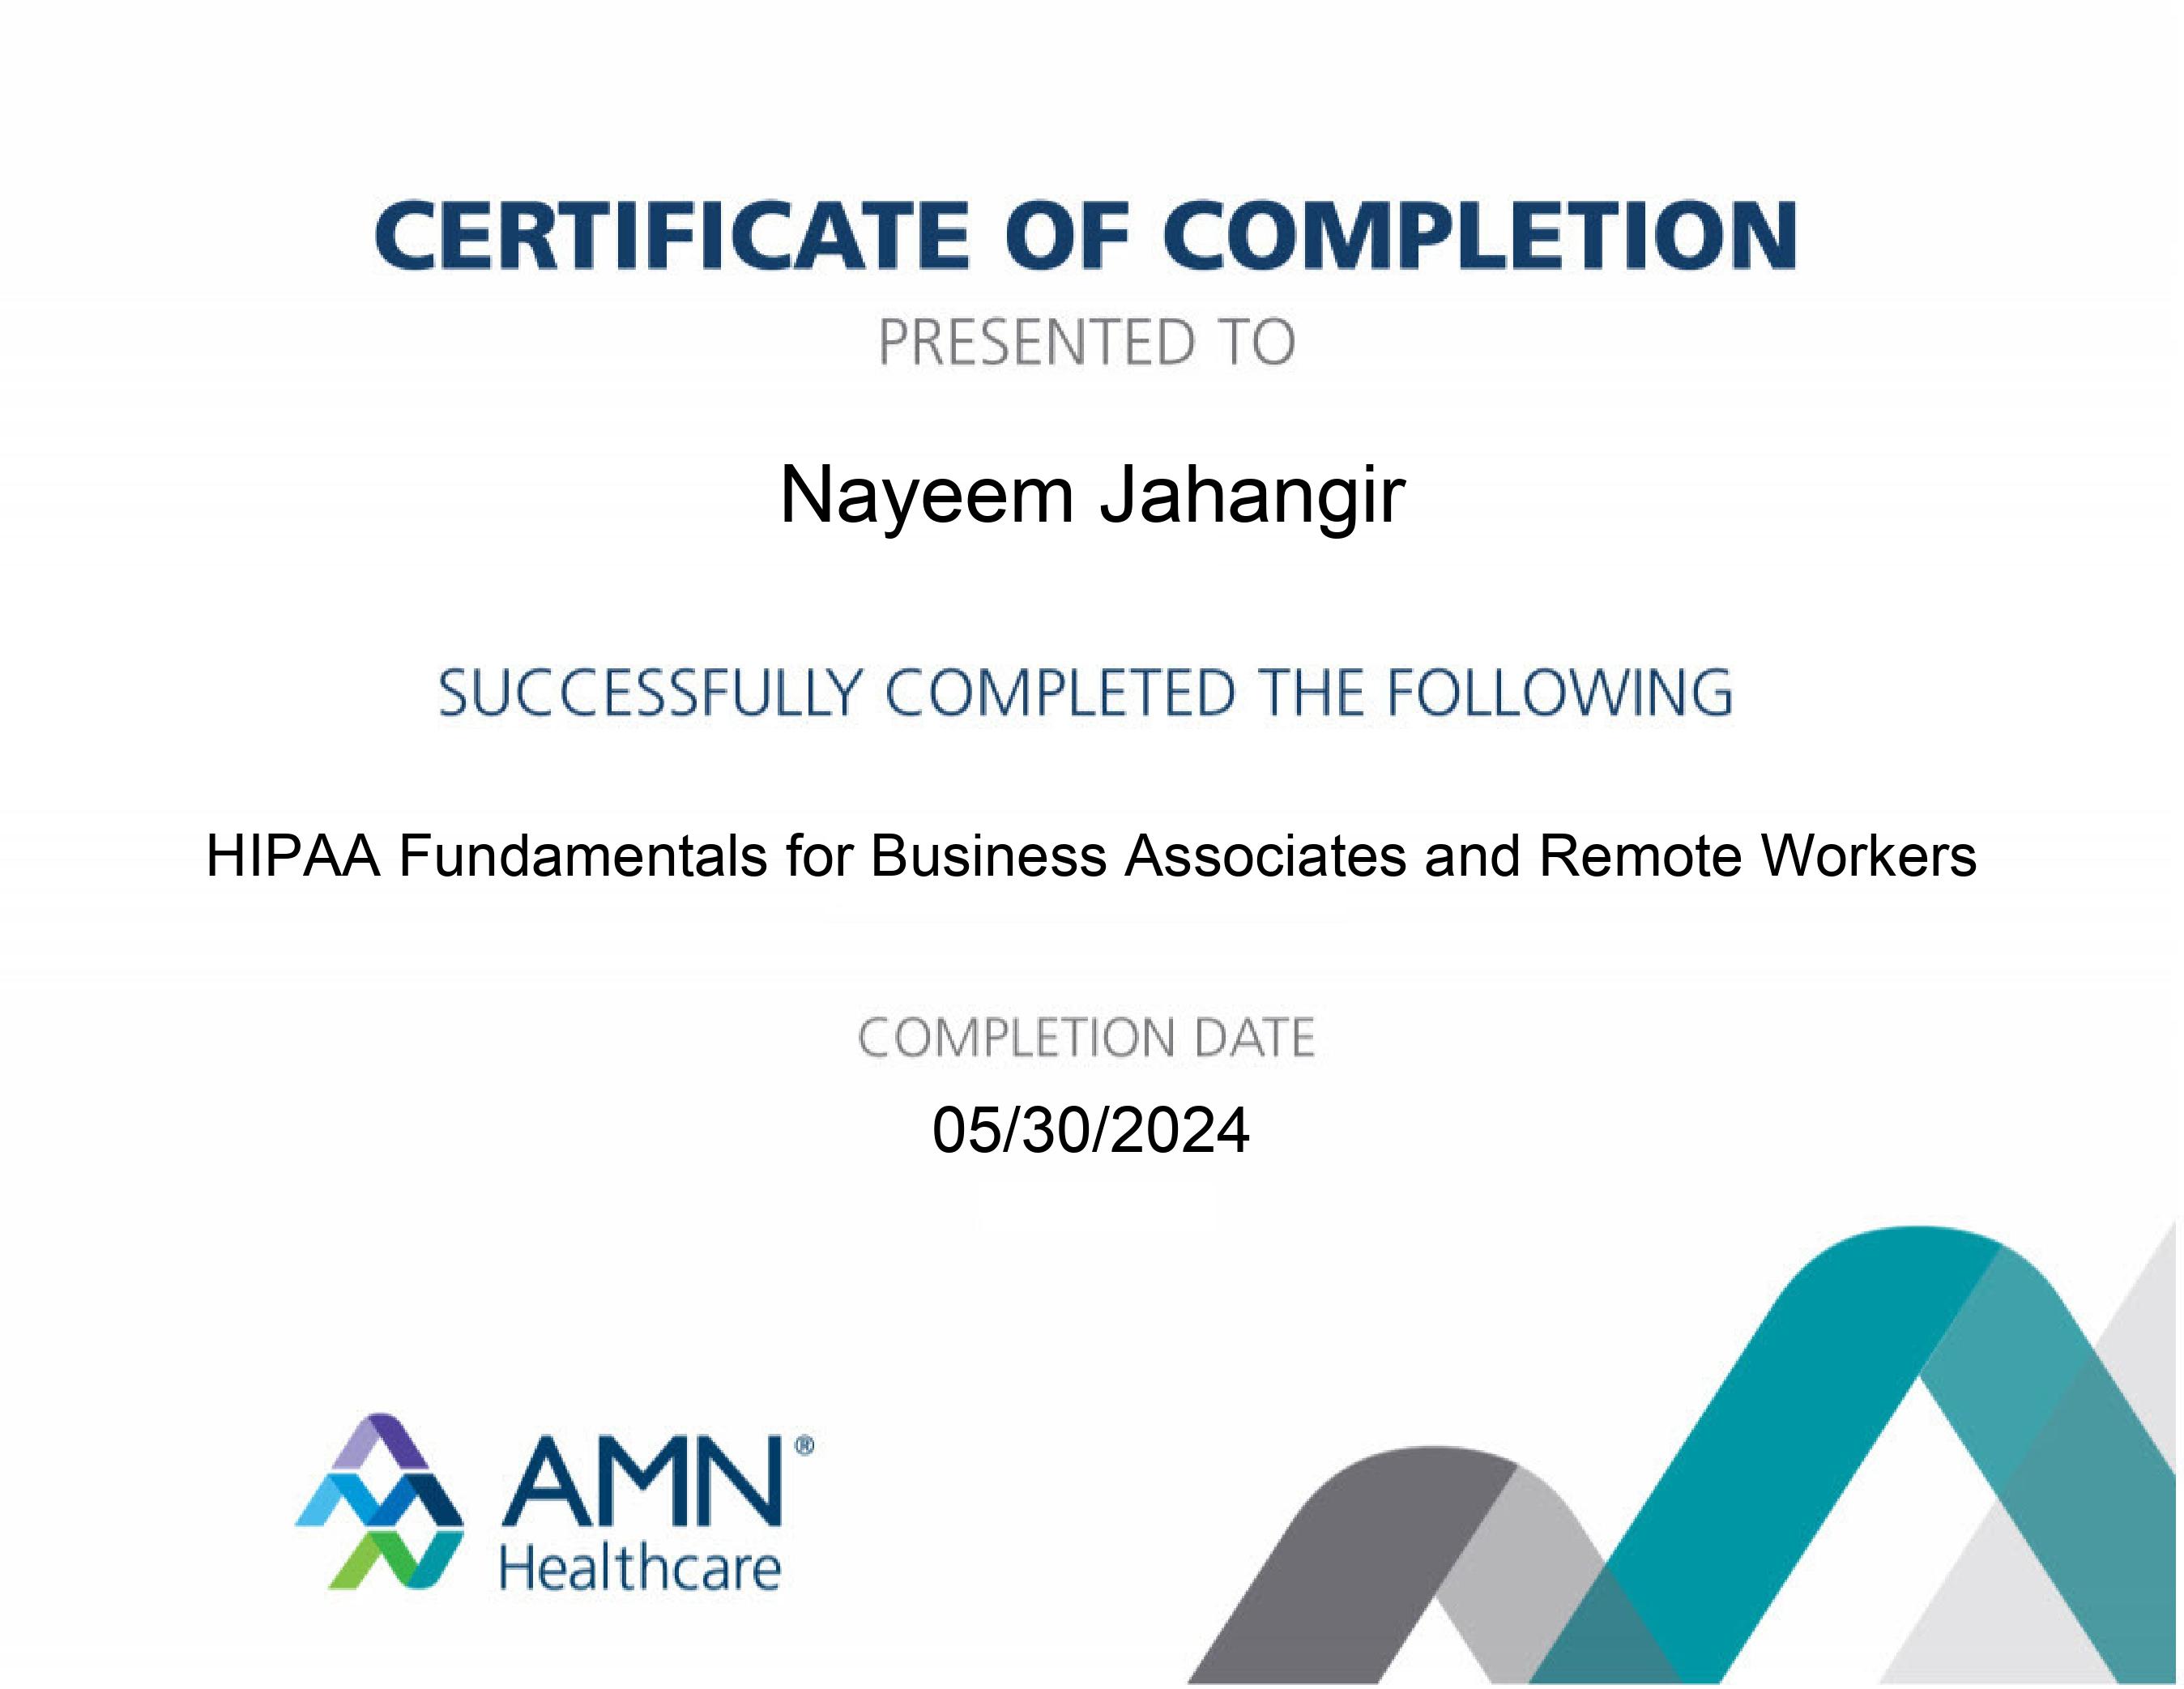 CERTIFICATE OF COMPLETION
PRESENTED TO
Nayeem Jahangir
SUCCESSFULLY COMPLETED THE FOLLOWING
HIPAA Fundamentals for Business Associates and Remote Workers
COMPLETION DATE
05/30/2024
AMN®
Healthcare